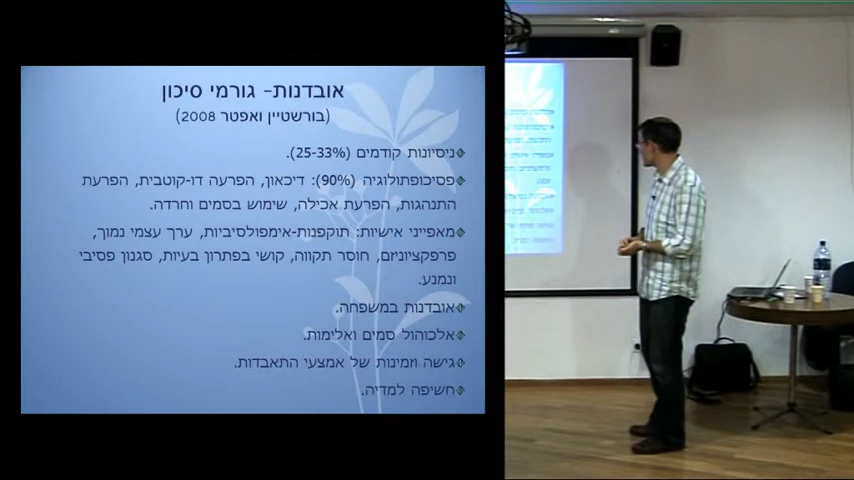 אובדנות- גורמי סיכון
(בורשטיין ואפטר 2008)
ניסיונות קודמים (25-33%).
פסיכופתולוגיה (90%): דיכאון, הפרעה דו-קוטבית, הפרעת
התנהגות, הפרעת אכילה, שימוש בסמים וחרדה.
מאפייני אישיות: תוקפנות-אימפולסיביות, ערך עצמי נמוך,
פרפקציוניזם, חוסר תקווה, קושי בפתרון בעיות, סגנון פסיבי
ונמנע.
אובדנות במשפחה.
אלכוהול סמים ואלימות.
גישה וזמינות של אמצעי התאבדות.
חשיפה למדיה.